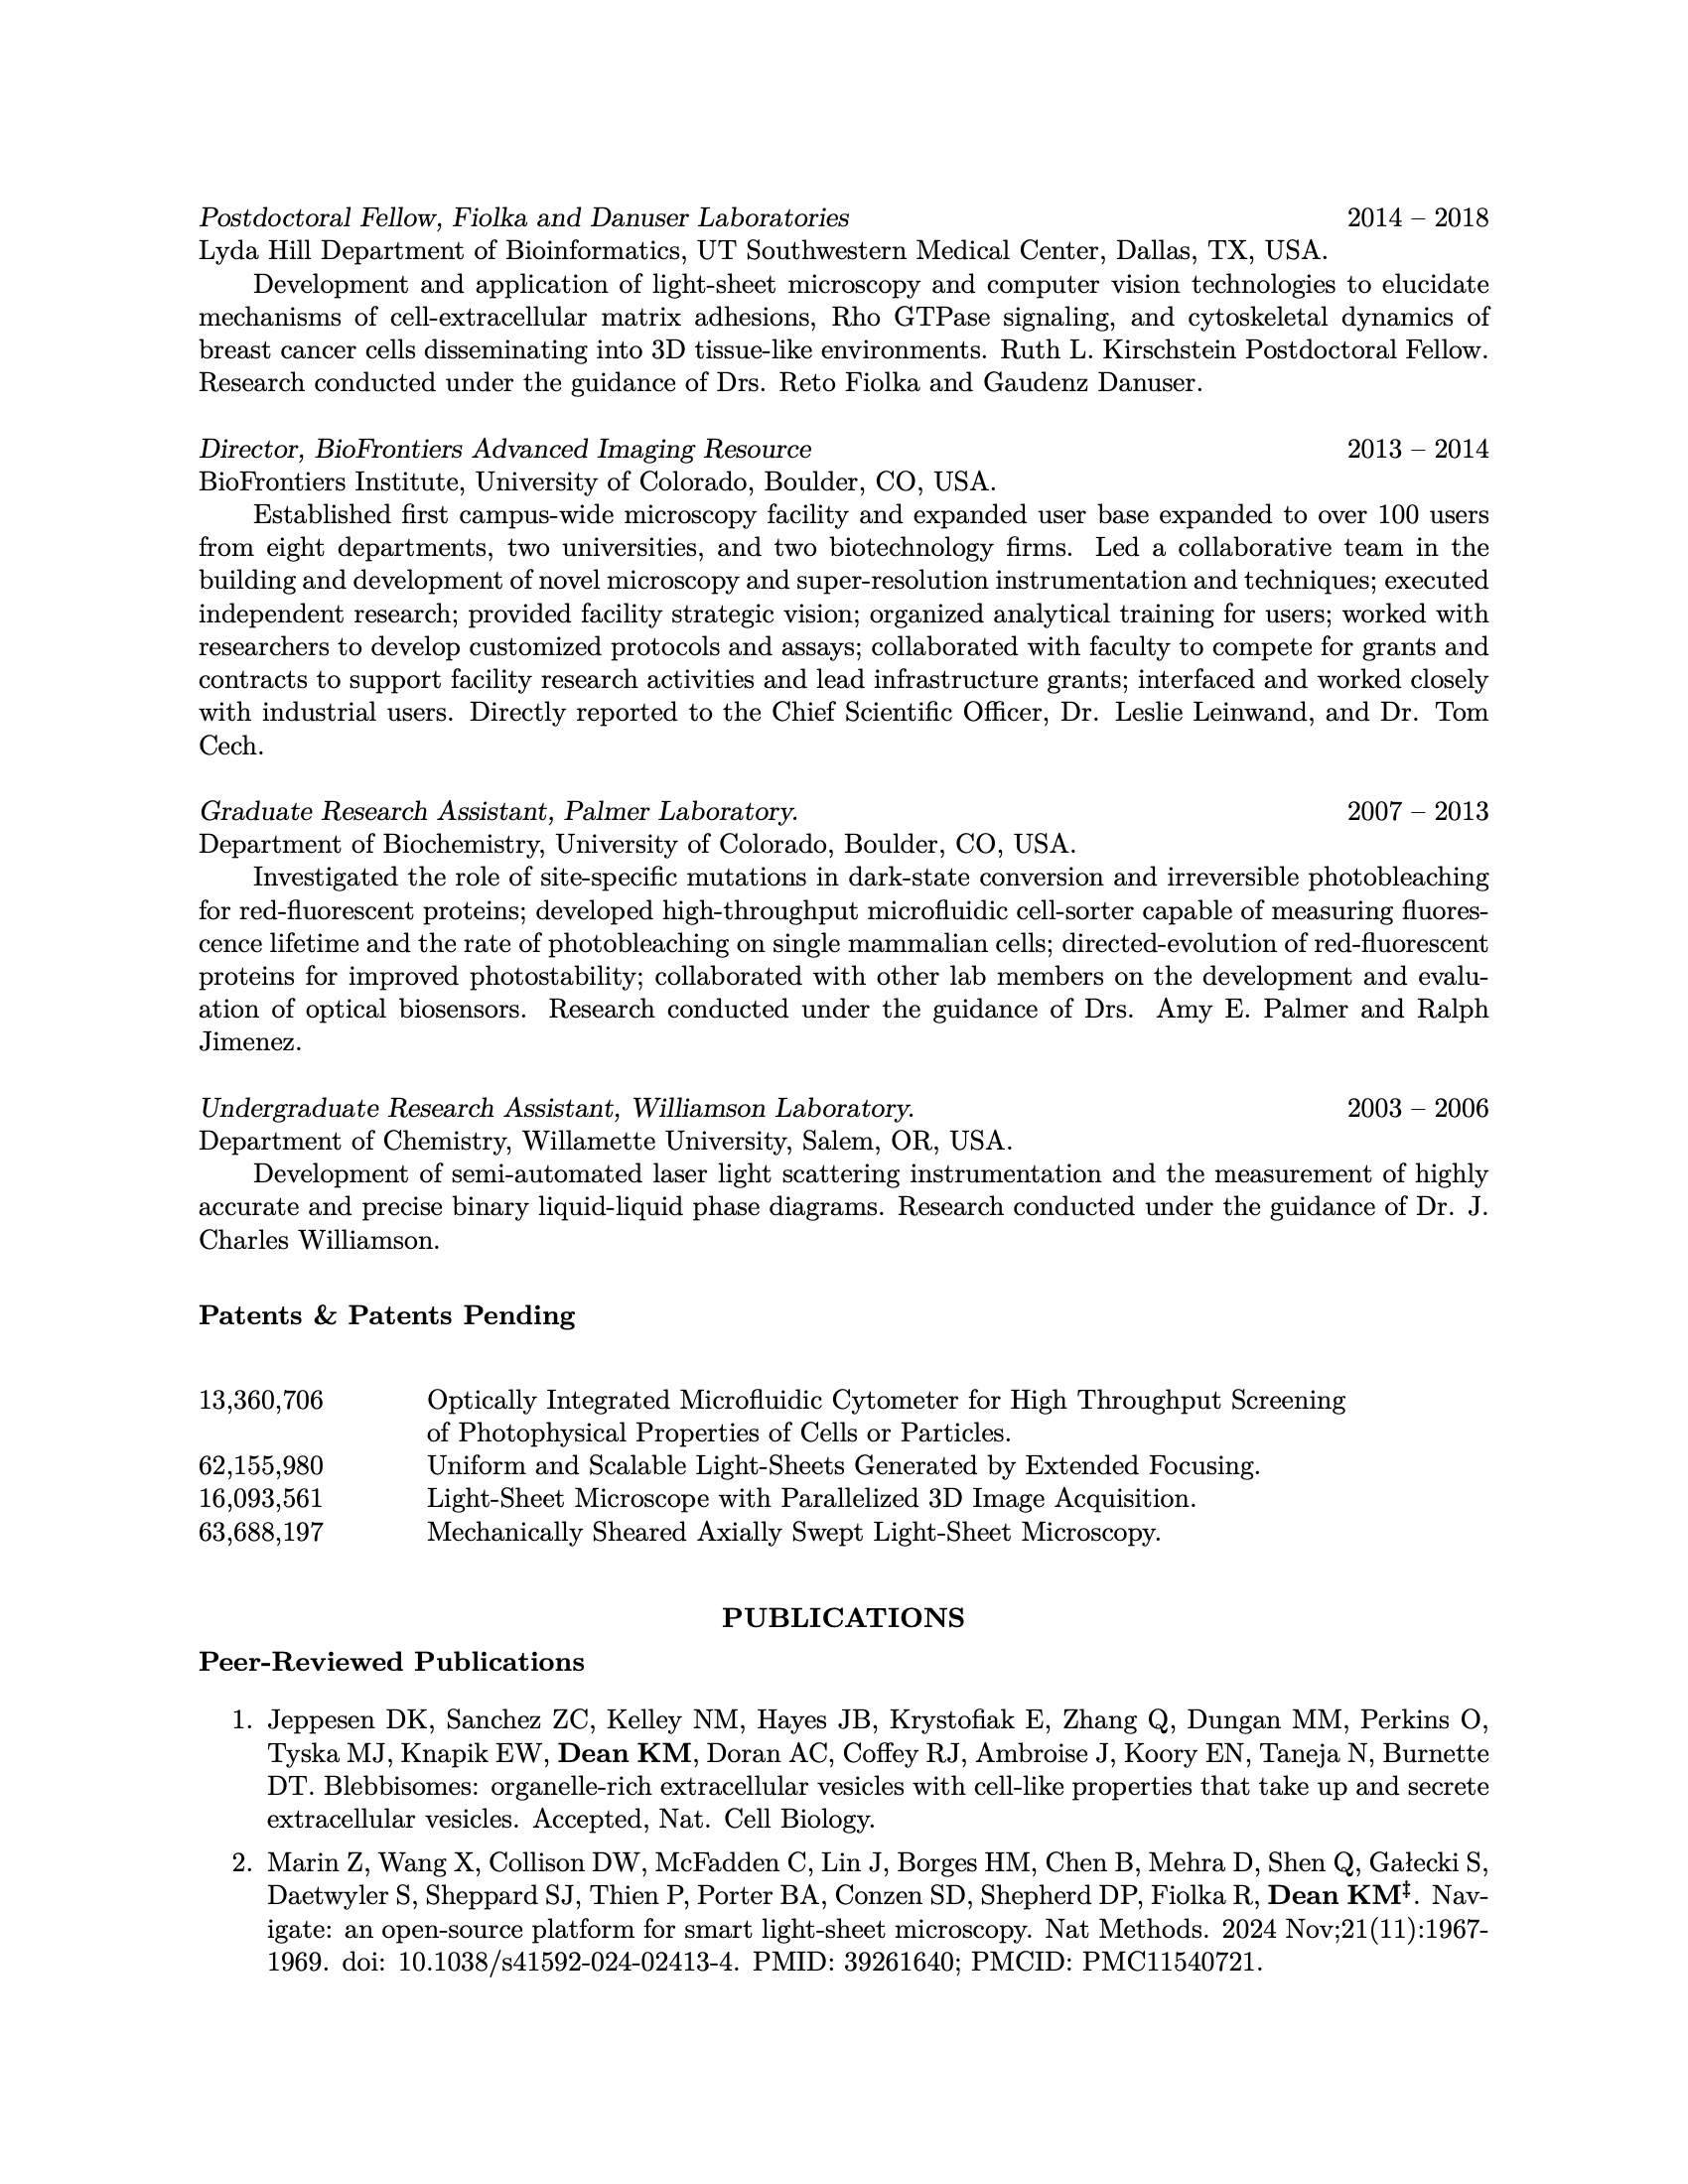 Postdoctoral Fellow, Fiolka and Danuser Laboratories 2014 – 2018
Lyda Hill Department of Bioinformatics, UT Southwestern Medical Center, Dallas, TX, USA.
Development and application of light-sheet microscopy and computer vision technologies to elucidate
mechanisms of cell-extracellular matrix adhesions, Rho GTPase signaling, and cytoskeletal dynamics of
breast cancer cells disseminating into 3D tissue-like environments. Ruth L. Kirschstein Postdoctoral Fellow.
Research conducted under the guidance of Drs. Reto Fiolka and Gaudenz Danuser.
Director, BioFrontiers Advanced Imaging Resource 2013 – 2014
BioFrontiers Institute, University of Colorado, Boulder, CO, USA.
Established first campus-wide microscopy facility and expanded user base expanded to over 100 users
from eight departments, two universities, and two biotechnology firms. Led a collaborative team in the
building and development of novel microscopy and super-resolution instrumentation and techniques; executed
independent research; provided facility strategic vision; organized analytical training for users; worked with
researchers to develop customized protocols and assays; collaborated with faculty to compete for grants and
contracts to support facility research activities and lead infrastructure grants; interfaced and worked closely
with industrial users. Directly reported to the Chief Scientific Officer, Dr. Leslie Leinwand, and Dr. Tom
Cech.
Graduate Research Assistant, Palmer Laboratory. 2007 – 2013
Department of Biochemistry, University of Colorado, Boulder, CO, USA.
Investigated the role of site-specific mutations in dark-state conversion and irreversible photobleaching
for red-fluorescent proteins; developed high-throughput microfluidic cell-sorter capable of measuring fluores-
cence lifetime and the rate of photobleaching on single mammalian cells; directed-evolution of red-fluorescent
proteins for improved photostability; collaborated with other lab members on the development and evalu-
ation of optical biosensors. Research conducted under the guidance of Drs. Amy E. Palmer and Ralph
Jimenez.
Undergraduate Research Assistant, Williamson Laboratory. 2003 – 2006
Department of Chemistry, Willamette University, Salem, OR, USA.
Development of semi-automated laser light scattering instrumentation and the measurement of highly
accurate and precise binary liquid-liquid phase diagrams. Research conducted under the guidance of Dr. J.
Charles Williamson.
Patents & Patents Pending
13,360,706 Optically Integrated Microfluidic Cytometer for High Throughput Screening
of Photophysical Properties of Cells or Particles.
62,155,980 Uniform and Scalable Light-Sheets Generated by Extended Focusing.
16,093,561 Light-Sheet Microscope with Parallelized 3D Image Acquisition.
63,688,197 Mechanically Sheared Axially Swept Light-Sheet Microscopy.
PUBLICATIONS
Peer-Reviewed Publications
1. Jeppesen DK, Sanchez ZC, Kelley NM, Hayes JB, Krystofiak E, Zhang Q, Dungan MM, Perkins O,
Tyska MJ, Knapik EW, Dean KM, Doran AC, Coffey RJ, Ambroise J, Koory EN, Taneja N, Burnette
DT. Blebbisomes: organelle-rich extracellular vesicles with cell-like properties that take up and secrete
extracellular vesicles. Accepted, Nat. Cell Biology.
2. Marin Z, Wang X, Collison DW, McFadden C, Lin J, Borges HM, Chen B, Mehra D, Shen Q, Gałecki S,
Daetwyler S, Sheppard SJ, Thien P, Porter BA, Conzen SD, Shepherd DP, Fiolka R, Dean KM‡. Nav-
igate: an open-source platform for smart light-sheet microscopy. Nat Methods. 2024 Nov;21(11):1967-
1969. doi: 10.1038/s41592-024-02413-4. PMID: 39261640; PMCID: PMC11540721.